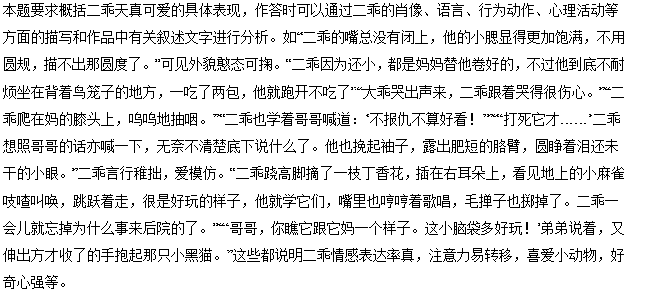 本题要求概括二乖天真可爱的具体表现，作答时可以通过二乖的肖像、语言、行为动作、心理活动等
方面的描写和作品中有关叙述文字进行分析。如“二乖的嘴总没有闭上，他的小腮显得更加饱满，不用
圆规，描不出那圆度了。”可见外貌憨态可掬。“二乖因为还小，都是妈妈替他卷好的，不过他到底不耐
烦坐在背着鸟笼子的地方，一吃了两包，他就跑开不吃了”“大乖哭出声来，二乖跟着哭得很伤心。”“二
乖爬在妈的膝头上，呜呜地抽咽。”“二乖也学着哥哥喊道：‘不报仇不算好看！’”“‘打死它才……’二乖
想照哥哥的话亦喊一下，无奈不清楚底下说什么了。他也挽起袖子，露出肥短的胳臂，圆睁着泪还未
干的小眼。”二乖言行稚拙，爱模仿。“二乖跷高脚摘了一枝丁香花，插在右耳朵上，看见地上的小麻雀
吱喳叫唤，跳跃着走，很是好玩的样子，他就学它们，嘴里也哼哼着歌唱，毛掸子也掷掉了。二乖一
会儿就忘掉为什么事来后院的了。”“‘哥哥，你瞧它跟它妈一个样子。这小脑袋多好玩！’弟弟说着，又
伸出方才收了的手抱起那只小黑猫。”这些都说明二乖情感表达率真，注意力易转移，喜爱小动物，好
奇心强等。